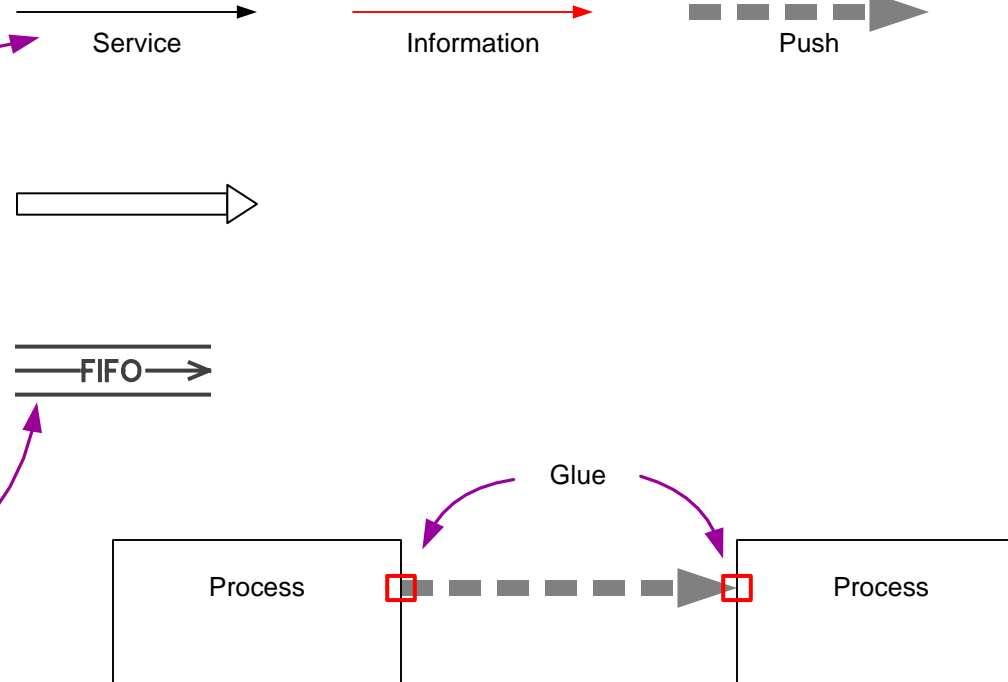 Service
Information
Push
FIFO
Glue
Process
Process